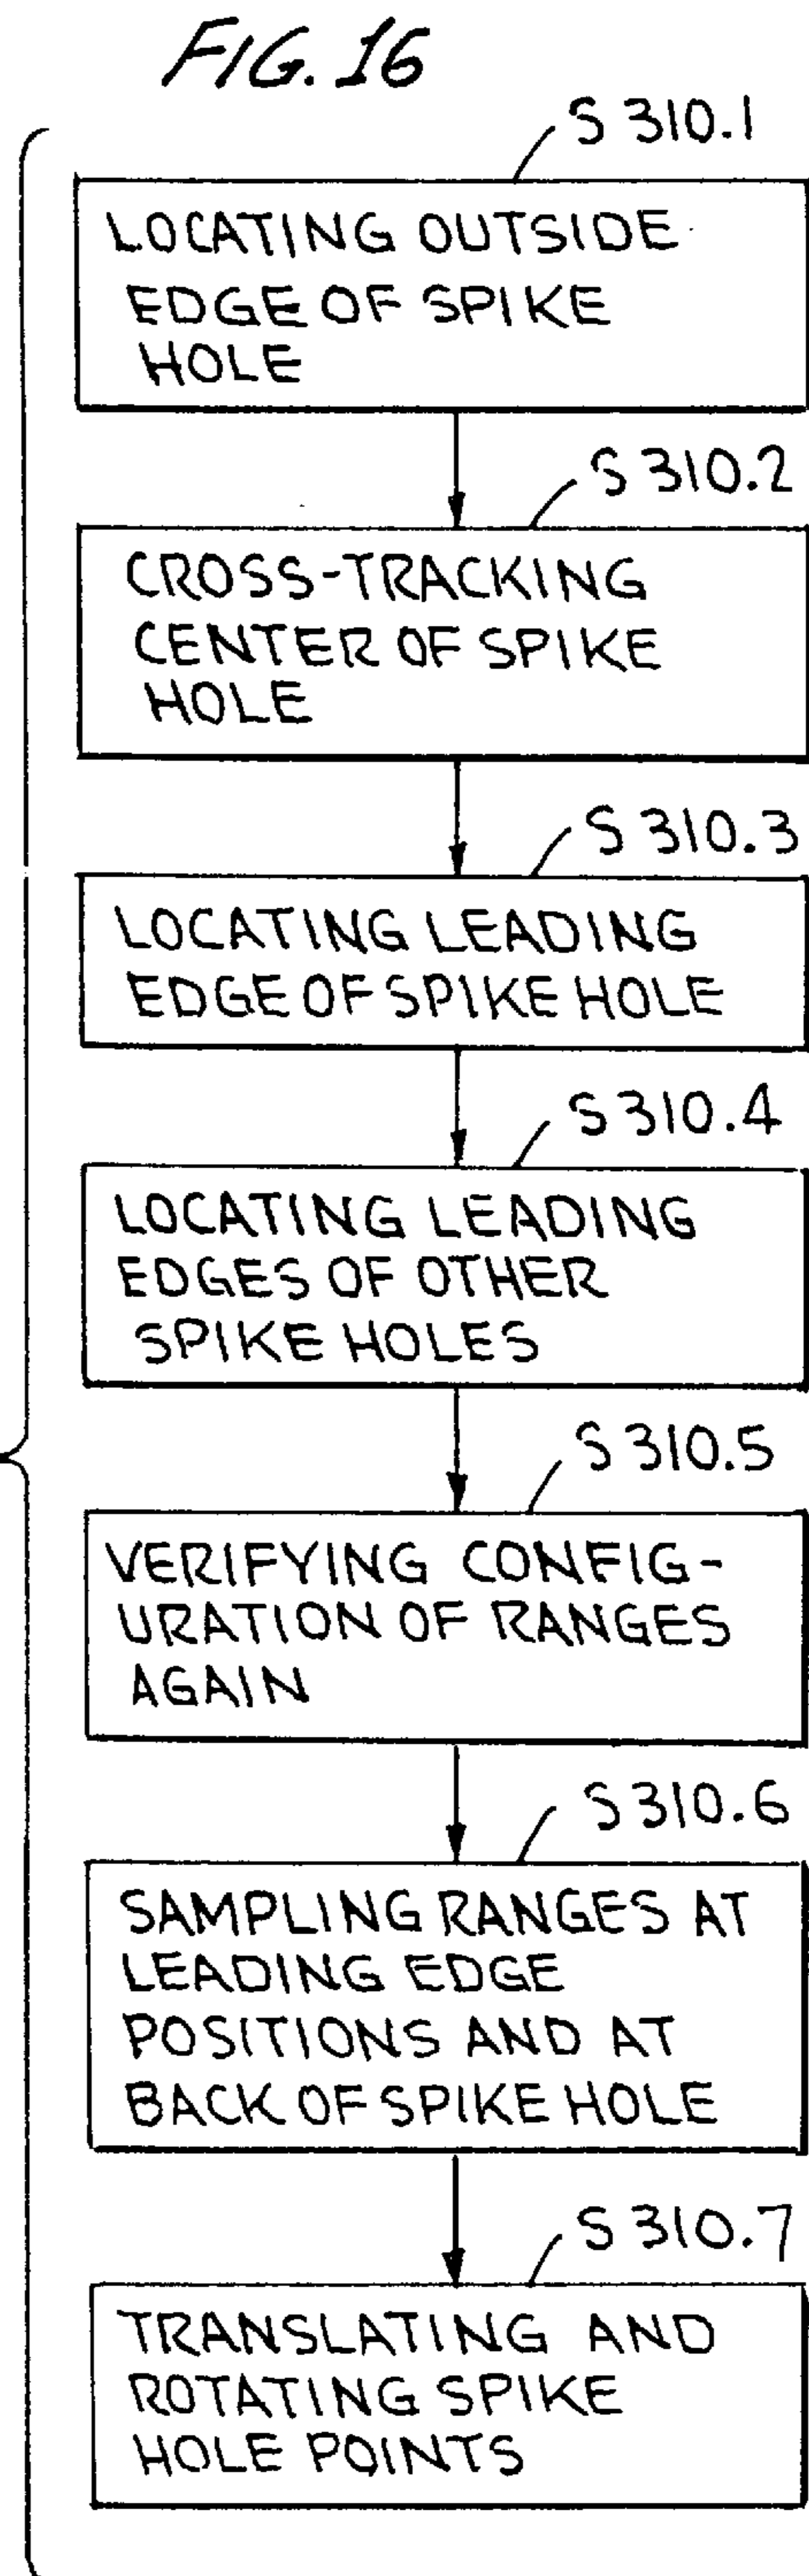 FIG. 16
S 310.1
LOCATING OUTSIDE
EDGE OF SPIKE
HOLE
S 310.2
CROSS-TRACKING
CENTER OF SPIKE
HOLE
S 310.3
LOCATING LEADING
EDGE OF SPIKE HOLE
S 310.4
LOCATING LEADING
EDGES OF OTHER
SPIKE HOLES
S 310.5
VERIFYING CONFIG-
URATION OF RANGES
AGAIN
S 310.6
SAMPLING RANGES AT
LEADING EDGE
POSITIONS AND AT
BACK OF SPIKE HOLE
S 310.7
TRANSLATING AND
ROTATING SPIKE
HOLE POINTS